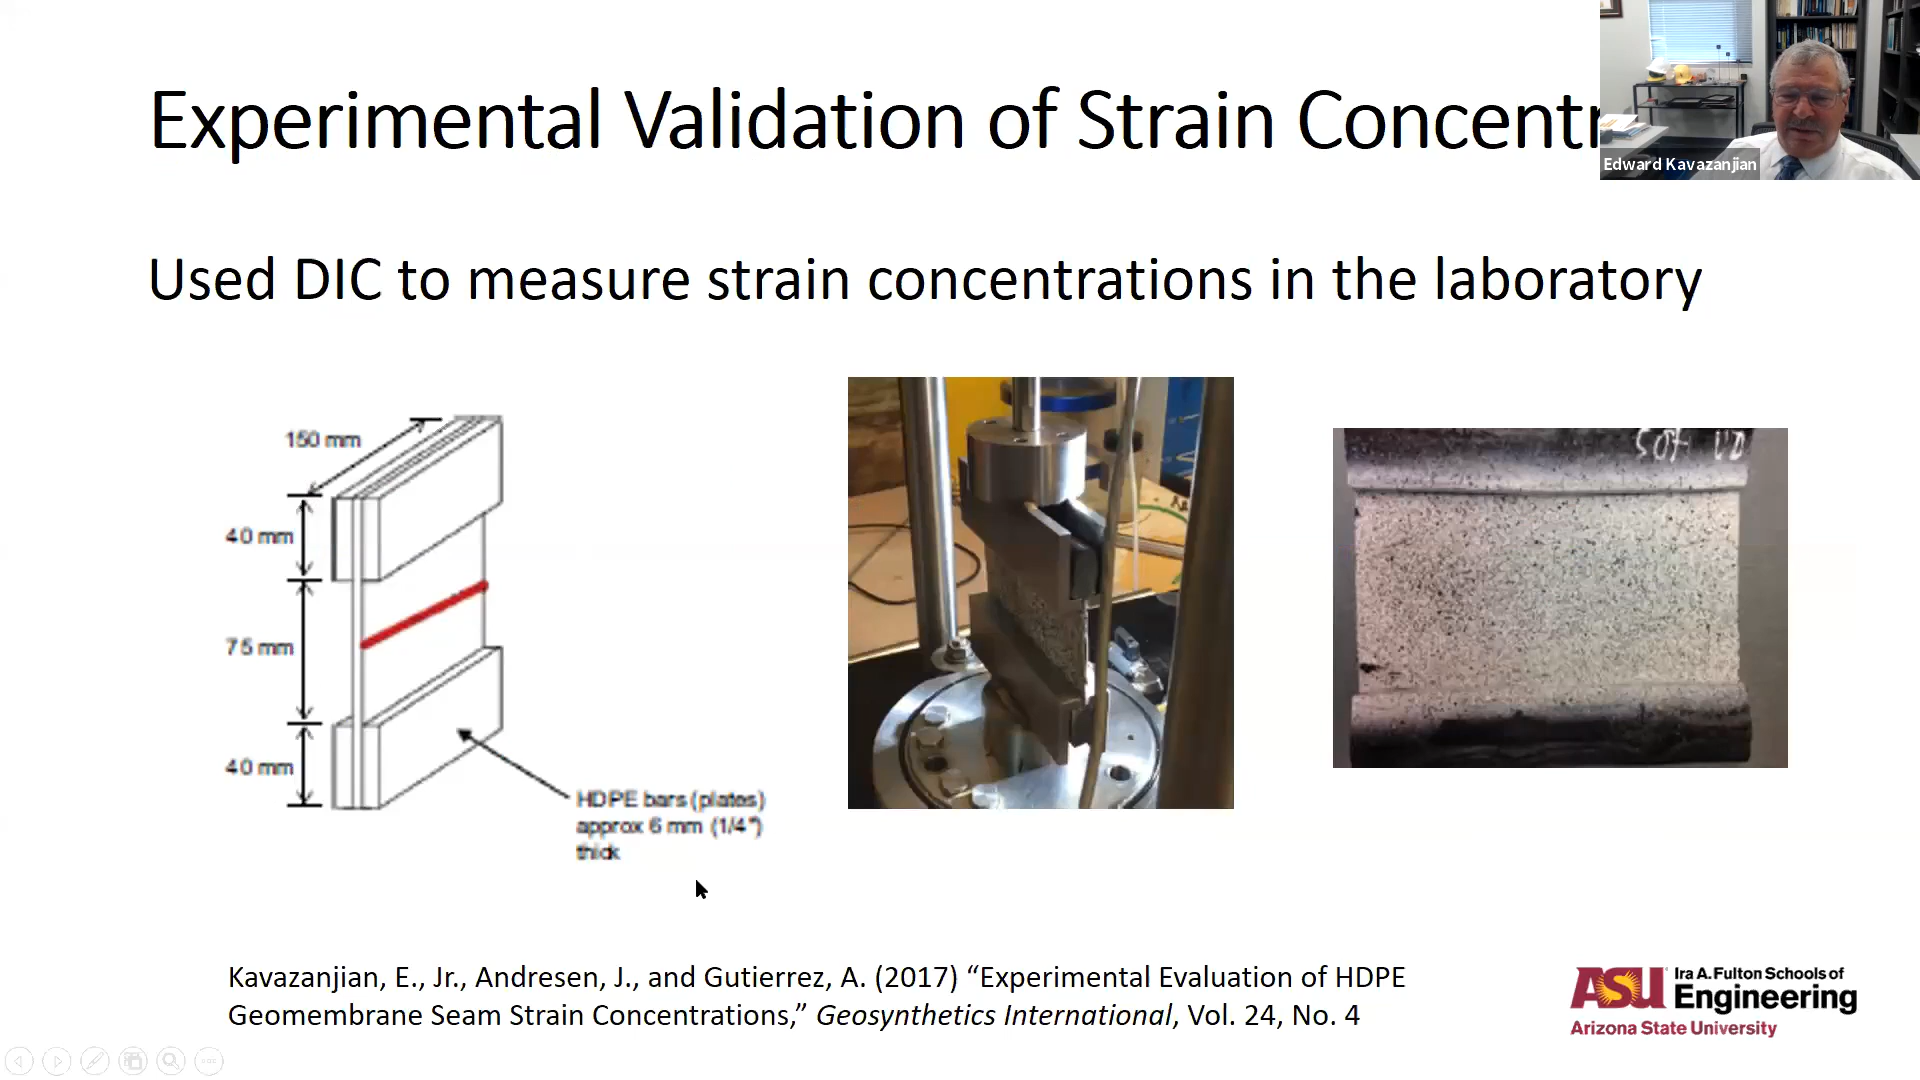 Experimental Validation of Strain Concentr
Edward Kavazanjian
Used DIC to measure strain concentrations in the laboratory
150 mm
40 mm
75 mm
40 mm
HDPE bars (plates)
approx 6 mm (1/4")
thick
Kavazanjian, E., Jr., Andresen, J., and Gutierrez, A. (2017) “Experimental Evaluation of HDPE
Geomembrane Seam Strain Concentrations,” Geosynthetics International, Vol. 24, No. 4
ASU Ira A. Fulton Schools of
Engineering
Arizona State University